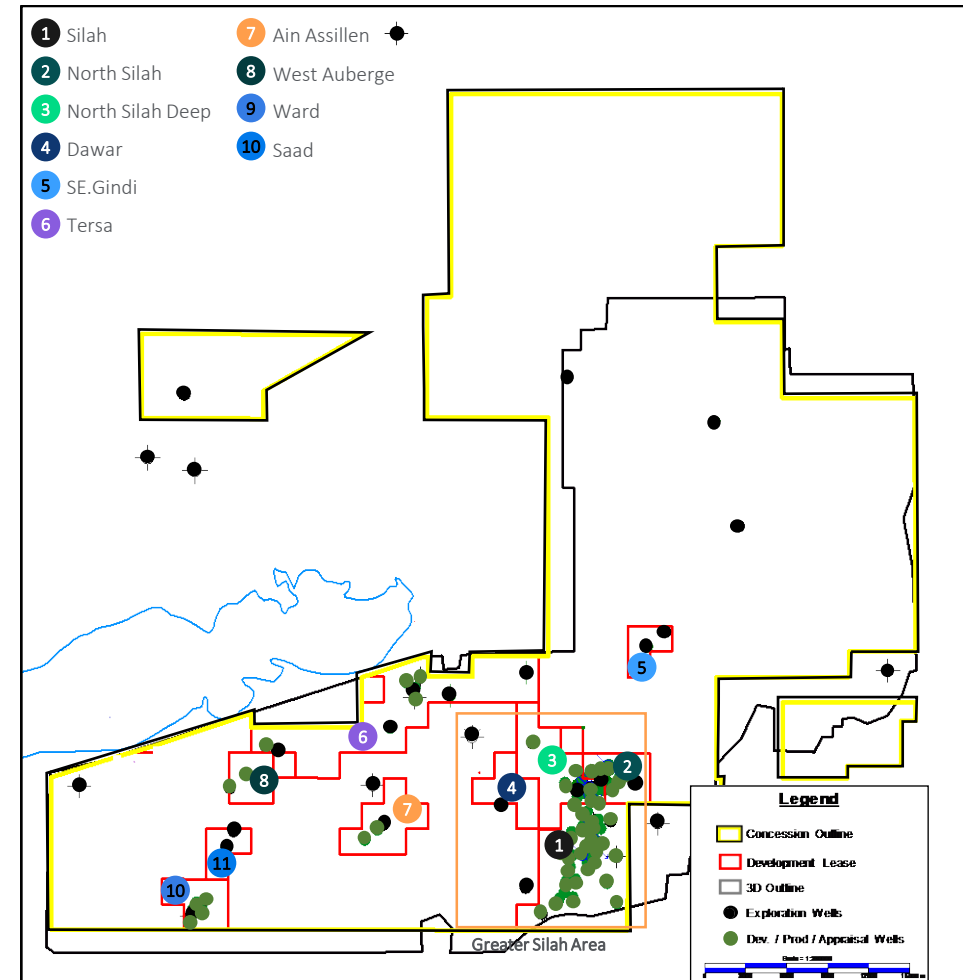 1 Silah
2 North Silah
3 North Silah Deep
4 Dawar
5 SE.Gindi
6 Tersa
7 Ain Assillen
8 West Auberge
9 Ward
10 Saad
5
6
3
2
8
4
7
1
11
10
Greater Silah Area
Legend
Concession Outline
Development Lease
3D Outline
Exploration Wells
Dev. / Prod / Appraisal Wells